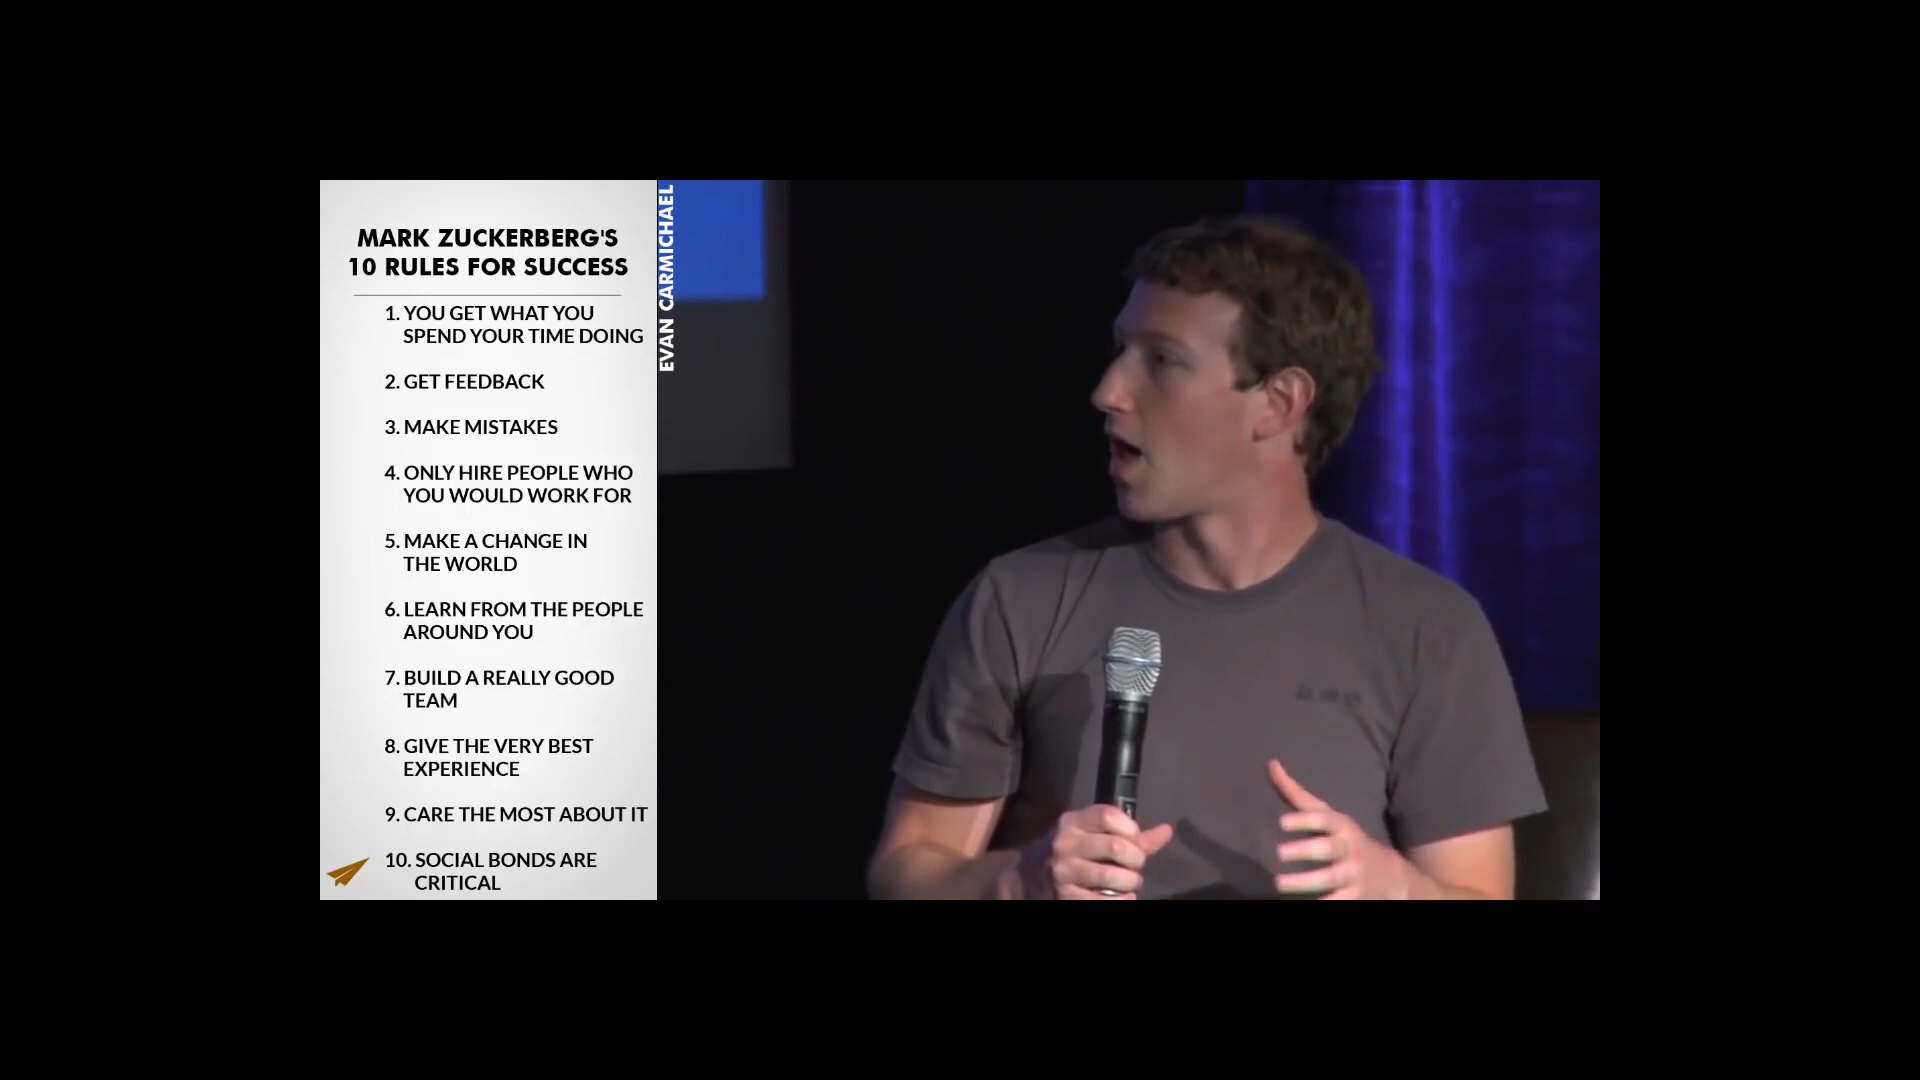 MARK ZUCKERBERG'S
10 RULES FOR SUCCESS
1. YOU GET WHAT YOU
SPEND YOUR TIME DOING
2. GET FEEDBACK
3. MAKE MISTAKES
4. ONLY HIRE PEOPLE WHO
YOU WOULD WORK FOR
5. MAKE A CHANGE IN
THE WORLD
6. LEARN FROM THE PEOPLE
AROUND YOU
7. BUILD A REALLY GOOD
TEAM
8. GIVE THE VERY BEST
EXPERIENCE
9. CARE THE MOST ABOUT IT
10. SOCIAL BONDS ARE
CRITICAL
EVAN CARMICHAEL